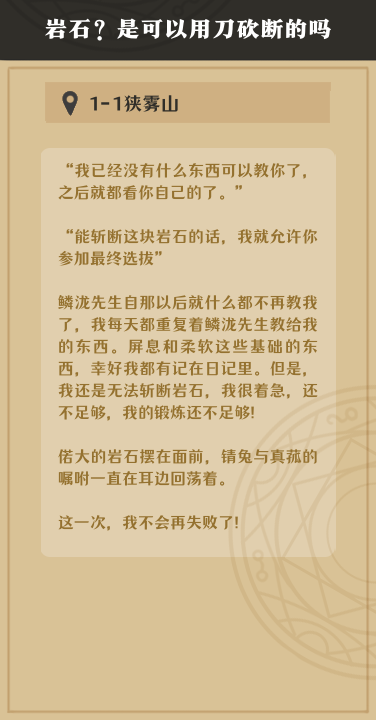 岩石？是可以用刀砍断的吗
1-1狭雾山
“我已经没有什么东西可以教你了，
之后就都看你自己的了。”
“能斩断这块岩石的话，我就允许你
参加最终选拔”
鳞泷先生自那以后就什么都不再教我
了，我每天都重复着鳞泷先生教给我
的东西。屏息和柔软这些基础的东
西，幸好我都有记在日记里。但是，
我还是无法斩断岩石，我很着急，还
不足够，我的锻炼还不足够!
偌大的岩石摆在面前，锖兔与真菰的
嘱咐一直在耳边回荡着。
这一次，我不会再失败了!